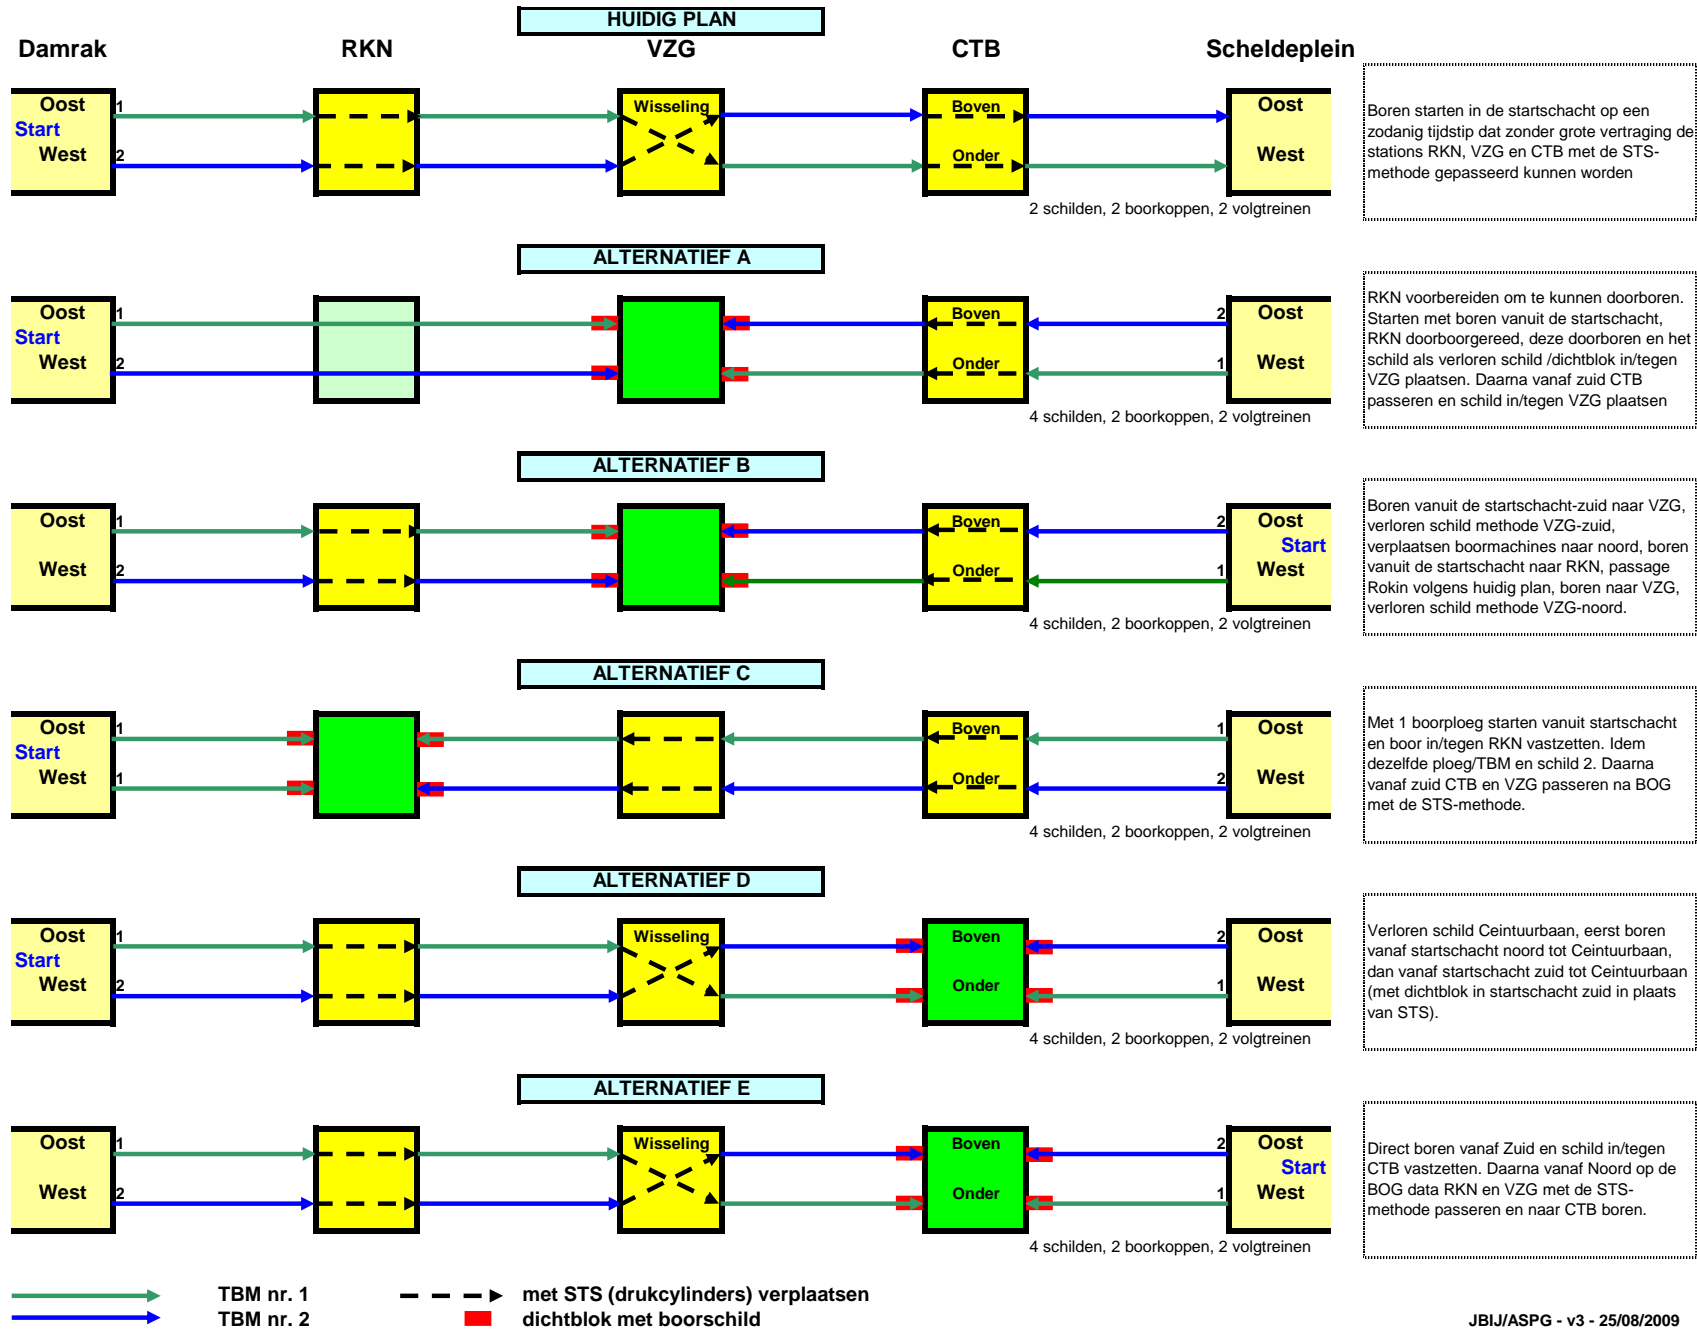 HUIDIG PLAN
Damrak RKN VZG CTB Scheldeplein
Oost 1 Wisseling Boven Oost
Start
West 2 Onder West
2 schilden, 2 boorkoppen, 2 volgtreinen
Boren starten in de startschacht op een
zodanig tijdstip dat zonder grote vertraging de
stations RKN, VZG en CTB met de STS-
methode gepasseerd kunnen worden
ALTERNATIEF A
Oost 1 Boven 2 Oost
Start
West 2 Onder 1 West
4 schilden, 2 boorkoppen, 2 volgtreinen
RKN voorbereiden om te kunnen doorboren.
Starten met boren vanuit de startschacht,
RKN doorboorgereed, deze doorboren en het
schild als verloren schild /dichtblok in/tegen
VZG plaatsen. Daarna vanaf zuid CTB
passeren en schild in/tegen VZG plaatsen
ALTERNATIEF B
Oost 1 Boven 2 Oost
Start
West 2 Onder 1 West
4 schilden, 2 boorkoppen, 2 volgtreinen
Boren vanuit de startschacht-zuid naar VZG,
verloren schild methode VZG-zuid,
verplaatsen boormachines naar noord, boren
vanuit de startschacht naar RKN, passage
Rokin volgens huidig plan, boren naar VZG,
verloren schild methode VZG-noord.
ALTERNATIEF C
Oost 1 Boven 1 Oost
Start
West 1 Onder 2 West
4 schilden, 2 boorkoppen, 2 volgtreinen
Met 1 boorploeg starten vanuit startschacht
en boor in/tegen RKN vastzetten. Idem
dezelfde ploeg/TBM en schild 2. Daarna
vanaf zuid CTB en VZG passeren na BOG
met de STS-methode.
ALTERNATIEF D
Oost 1 Wisseling Boven 2 Oost
Start
West 2 Onder 1 West
4 schilden, 2 boorkoppen, 2 volgtreinen
Verloren schild Ceintuurbaan, eerst boren
vanaf startschacht noord tot Ceintuurbaan,
dan vanaf startschacht zuid tot Ceintuurbaan
(met dichtblok in startschacht zuid in plaats
van STS).
ALTERNATIEF E
Oost 1 Wisseling Boven 2 Oost
Start
West 2 Onder 1 West
4 schilden, 2 boorkoppen, 2 volgtreinen
Direct boren vanaf Zuid en schild in/tegen
CTB vastzetten. Daarna vanaf Noord op de
BOG data RKN en VZG met de STS-
methode passeren en naar CTB boren.
TBM nr. 1 met STS (drukcylinders) verplaatsen
TBM nr. 2 dichtblok met boorschild
JBIJ/ASPG - v3 - 25/08/2009